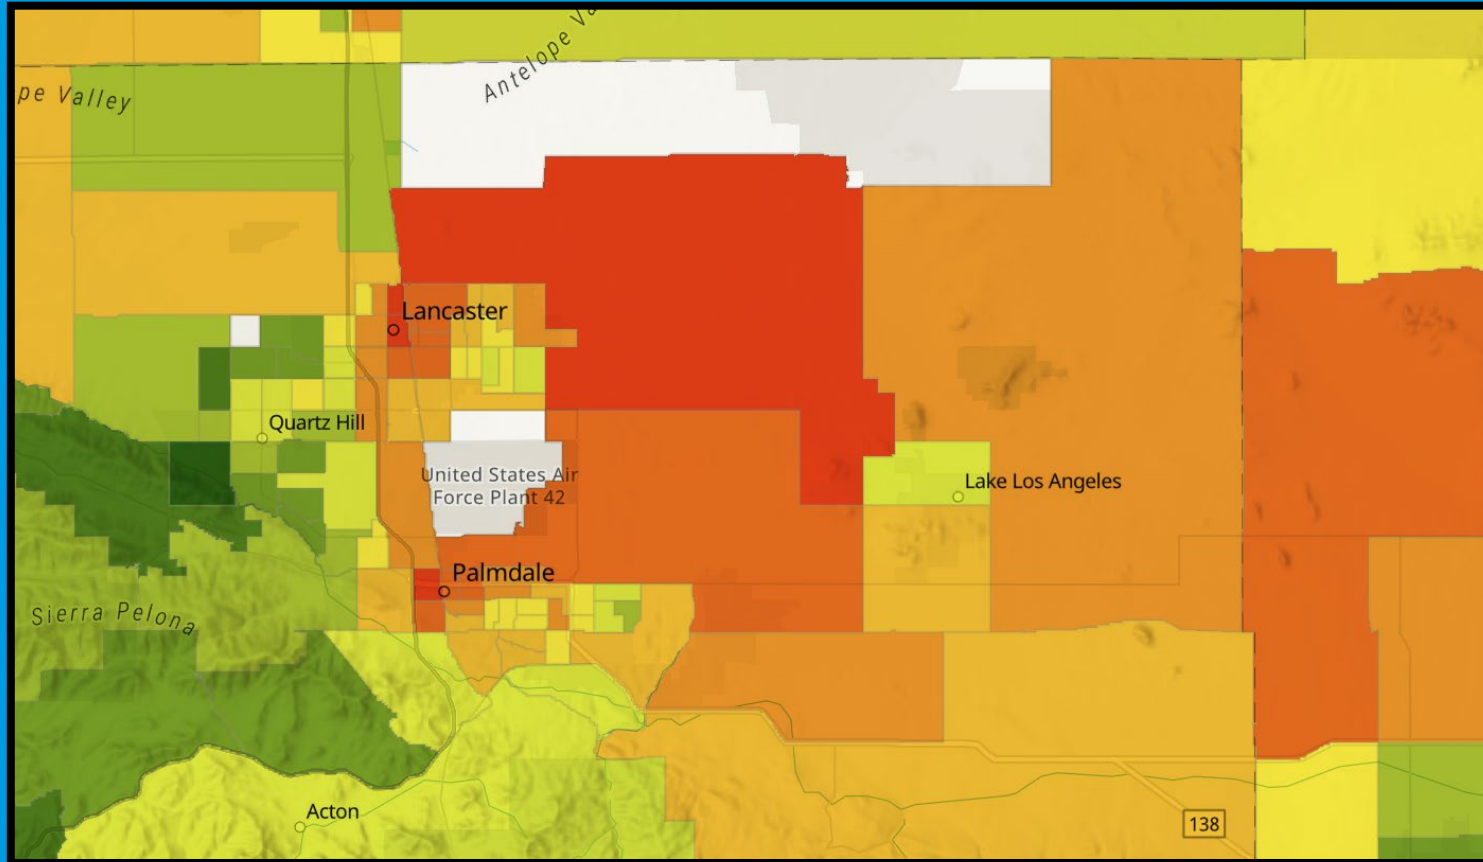 Antelope Va
pe Valley
Lancaster
Quartz Hill
United States Air
Force Plant 42
Lake Los Angeles
Palmdale
Sierra Pelona
Acton
138